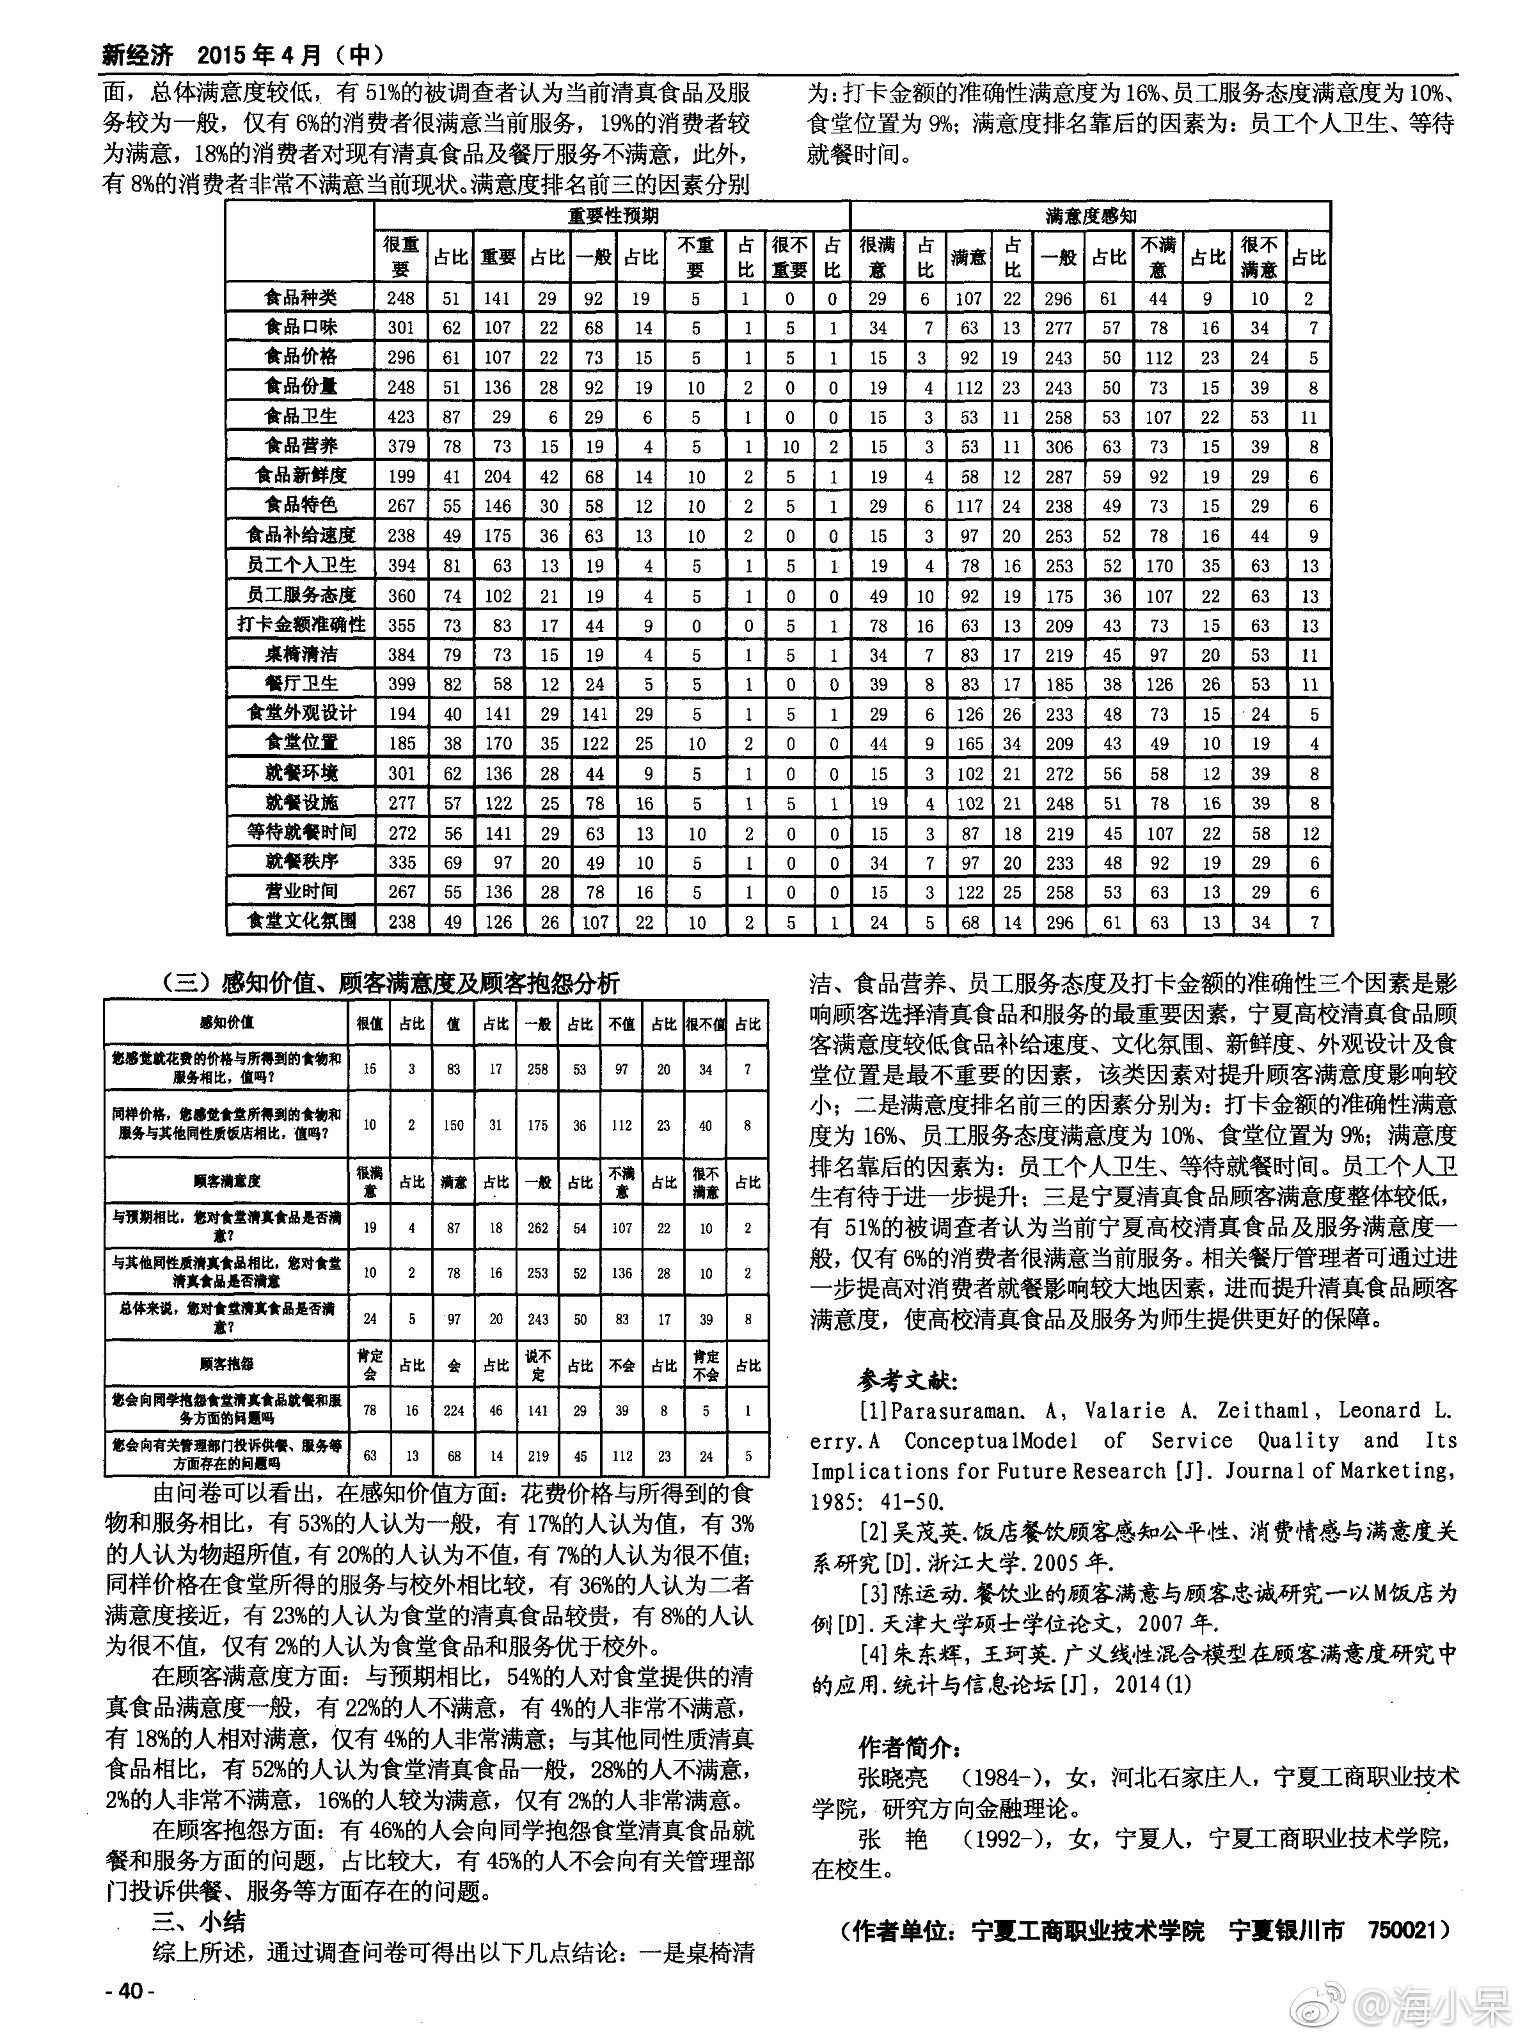 新经济 2015年4月（中）
面，总体满意度较低，有51%的被调查者认为当前清真食品及服
务较为一般，仅有6%的消费者很满意当前服务，19%的消费者较
为满意，18%的消费者对现有清真食品及餐厅服务不满意，此外，
有8%的消费者非常不满意当前现状。满意度排名前三的因素分别
为：打卡金额的准确性满意度为16%、员工服务态度满意度为10%、
食堂位置为9%；满意度排名靠后的因素为：员工个人卫生、等待
就餐时间。
重要性预期 满意度感知
很重要 占比 重要 占比 一般 占比 不重要 占比 很不重要 占比 很满意 占比 满意 占比 一般 占比 不满意 占比 很不满意 占比
食品种类 248 51 141 29 92 19 5 1 0 0 29 6 107 22 296 61 44 9 10 2
食品口味 301 62 107 22 68 14 5 1 5 1 34 7 63 13 277 57 78 16 34 7
食品价格 296 61 107 22 73 15 5 1 5 1 15 3 92 19 243 50 112 23 24 5
食品份量 248 51 136 28 92 19 10 2 0 0 19 4 112 23 243 50 73 15 39 8
食品卫生 423 87 29 6 29 6 5 1 0 0 15 3 53 11 258 53 107 22 53 11
食品营养 379 78 73 15 19 4 5 1 10 2 15 3 53 11 306 63 73 15 39 8
食品新鲜度 199 41 204 42 68 14 10 2 5 1 19 4 58 12 287 59 92 19 29 6
食品特色 267 55 146 30 58 12 10 2 5 1 29 6 117 24 238 49 73 15 29 6
食品补给速度 238 49 175 36 63 13 10 2 0 0 15 3 97 20 253 52 78 16 44 9
员工个人卫生 394 81 63 13 19 4 5 1 5 1 19 4 78 16 253 52 170 35 63 13
员工服务态度 360 74 102 21 19 4 5 1 0 0 49 10 92 19 175 36 107 22 63 13
打卡金额准确性 355 73 83 17 44 9 0 0 5 1 78 16 63 13 209 43 73 15 63 13
桌椅清洁 384 79 73 15 19 4 5 1 5 1 34 7 83 17 219 45 97 20 53 11
餐厅卫生 399 82 58 12 24 5 5 1 0 0 39 8 83 17 185 38 126 26 53 11
食堂外观设计 194 40 141 29 141 29 5 1 5 1 29 6 126 26 233 48 73 15 24 5
食堂位置 185 38 170 35 122 25 10 2 0 0 44 9 165 34 209 43 49 10 19 4
就餐环境 301 62 136 28 44 9 5 1 0 0 15 3 102 21 272 56 58 12 39 8
就餐设施 277 57 122 25 78 16 5 1 5 1 19 4 102 21 248 51 78 16 39 8
等待就餐时间 272 56 141 29 63 13 10 2 0 0 15 3 87 18 219 45 107 22 58 12
就餐秩序 335 69 97 20 49 10 5 1 0 0 34 7 97 20 233 48 92 19 29 6
营业时间 267 55 136 28 78 16 5 1 0 0 15 3 122 25 258 53 63 13 29 6
食堂文化氛围 238 49 126 26 107 22 10 2 5 1 24 5 68 14 296 61 63 13 34 7
（三）感知价值、顾客满意度及顾客抱怨分析
感知价值 很值 占比 值 占比 一般 占比 不值 占比 很不值 占比
您感觉就花费的价格与所得到的食物和
服务相比，值吗？ 15 3 83 17 258 53 97 20 34 7
同样价格，您感觉食堂所得到的食物和
服务与其他同性质饭店相比，值吗？ 10 2 150 31 175 36 112 23 40 8
顾客满意度 很满意 占比 满意 占比 一般 占比 不满意 占比 很不满意 占比
与预期相比，您对食堂清真食品是否满
意？ 19 4 87 18 262 54 107 22 10 2
与其他同性质清真食品相比，您对食堂
清真食品是否满意 10 2 78 16 253 52 136 28 10 2
总体来说，您对食堂清真食品是否满
意？ 24 5 97 20 243 50 83 17 39 8
顾客抱怨 肯定会 占比 会 占比 说不定 占比 不会 占比 肯定不会 占比
您会向同学抱怨食堂清真食品就餐和服
务方面的问题吗 78 16 224 46 141 29 39 8 5 1
您会向有关管理部门投诉供餐、服务等
方面存在的问题吗 63 13 68 14 219 45 112 23 24 5
由问卷可以看出，在感知价值方面：花费价格与所得到的食
物和服务相比，有53%的人认为一般，有17%的人认为值，有3%
的人认为物超所值，有20%的人认为不值，有7%的人认为很不值；
同样价格在食堂所得的服务与校外相比较，有36%的人认为二者
满意度接近，有23%的人认为食堂的清真食品较贵，有8%的人认
为很不值，仅有2%的人认为食堂食品和服务优于校外。
在顾客满意度方面：与预期相比，54%的人对食堂提供的清
真食品满意度一般，有22%的人不满意，有4%的人非常不满意，
有18%的人相对满意，仅有4%的人非常满意；与其他同性质清真
食品相比，有52%的人认为食堂清真食品一般，28%的人不满意，
2%的人非常不满意，16%的人较为满意，仅有2%的人非常满意。
在顾客抱怨方面：有46%的人会向同学抱怨食堂清真食品就
餐和服务方面的问题，占比较大，有45%的人不会向有关管理部
门投诉供餐、服务等方面存在的问题。
三、小结
综上所述，通过调查问卷可得出以下几点结论：一是桌椅清
洁、食品营养、员工服务态度及打卡金额的准确性三个因素是影
响顾客选择清真食品和服务的最重要因素，宁夏高校清真食品顾
客满意度较低食品补给速度、文化氛围、新鲜度、外观设计及食
堂位置是最不重要的因素，该类因素对提升顾客满意度影响较
小；二是满意度排名前三的因素分别为：打卡金额的准确性满意
度为16%、员工服务态度满意度为10%、食堂位置为9%；满意度
排名靠后的因素为：员工个人卫生、等待就餐时间。员工个人卫
生有待于进一步提升；三是宁夏清真食品顾客满意度整体较低，
有51%的被调查者认为当前宁夏高校清真食品及服务满意度一
般，仅有6%的消费者很满意当前服务。相关餐厅管理者可通过进
一步提高对消费者就餐影响较大地因素，进而提升清真食品顾客
满意度，使高校清真食品及服务为师生提供更好的保障。
参考文献：
[1]Parasuraman. A, Valarie A. Zeithaml, Leonard L.
erry.A ConceptualModel of Service Quality and Its
Implications for Future Research [J]. Journal of Marketing,
1985: 41-50.
[2]吴茂英.饭店餐饮顾客感知公平性、消费情感与满意度关
系研究[D].浙江大学.2005年.
[3]陈运动.餐饮业的顾客满意与顾客忠诚研究一以M饭店为
例[D].天津大学硕士学位论文，2007年.
[4]朱东辉，王珂英.广义线性混合模型在顾客满意度研究中
的应用.统计与信息论坛[J]，2014(1)
作者简介：
张晓亮 （1984-），女，河北石家庄人，宁夏工商职业技术
学院，研究方向金融理论。
张 艳 （1992-），女，宁夏人，宁夏工商职业技术学院，
在校生。
（作者单位：宁夏工商职业技术学院 宁夏银川市 750021）
- 40 -
@海小呆